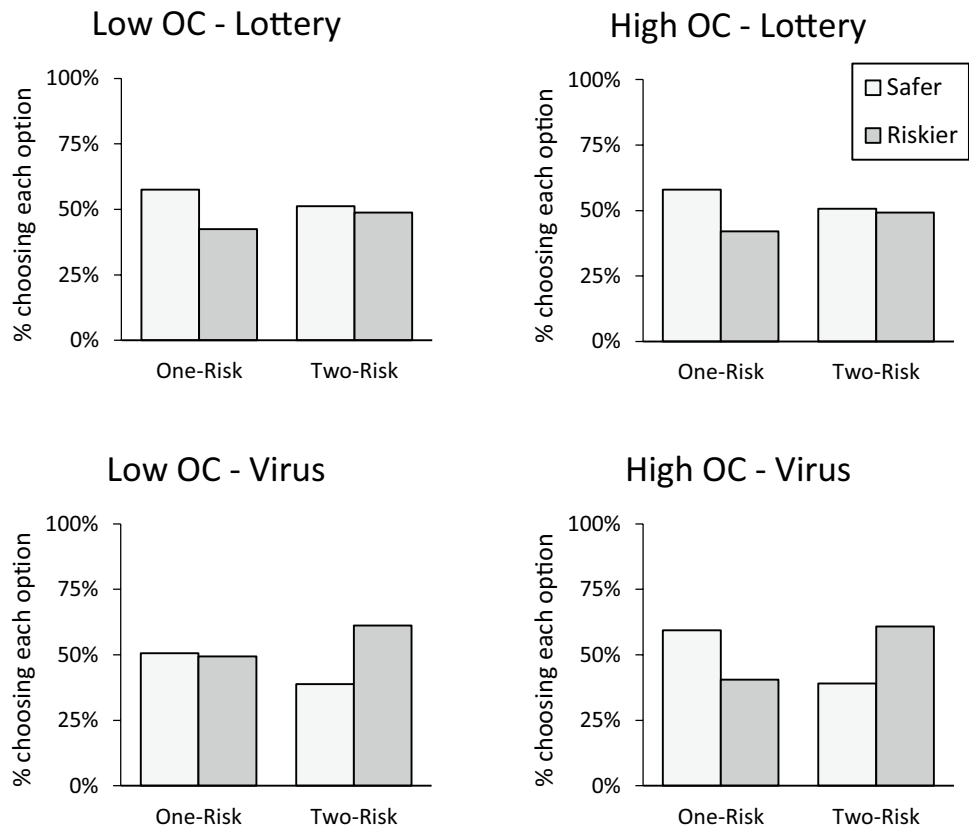 Low OC - Lottery
% choosing each option
100%
75%
50%
25%
0%
One-Risk Two-Risk
High OC - Lottery
% choosing each option
100%
75%
50%
25%
0%
One-Risk Two-Risk
Safer
Riskier
Low OC - Virus
% choosing each option
100%
75%
50%
25%
0%
One-Risk Two-Risk
High OC - Virus
% choosing each option
100%
75%
50%
25%
0%
One-Risk Two-Risk